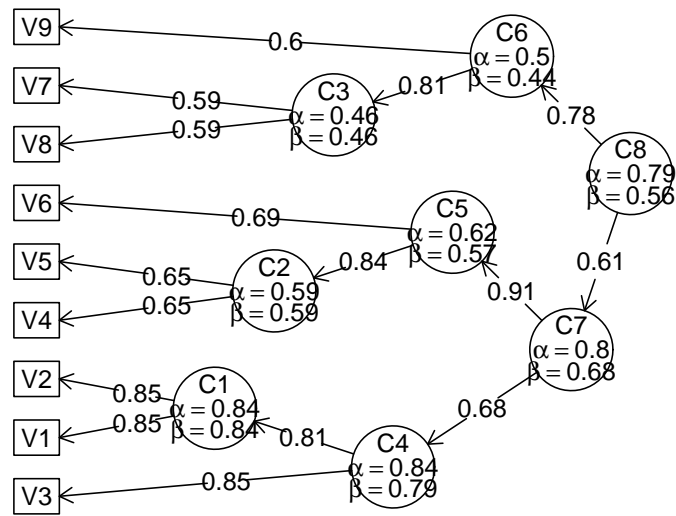 V9
0.6
C6
α = 0.5
β = 0.44
V7
0.59
C3
α = 0.46
β = 0.46
0.81
V8
0.59
0.78
C8
α = 0.79
β = 0.56
V6
0.69
C5
α = 0.62
β = 0.57
V5
0.65
C2
α = 0.59
β = 0.59
0.84
0.61
V4
0.65
0.91
C7
α = 0.8
β = 0.68
V2
0.85
C1
α = 0.84
β = 0.84
0.68
V1
0.85
0.81
C4
α = 0.84
β = 0.79
V3
0.85